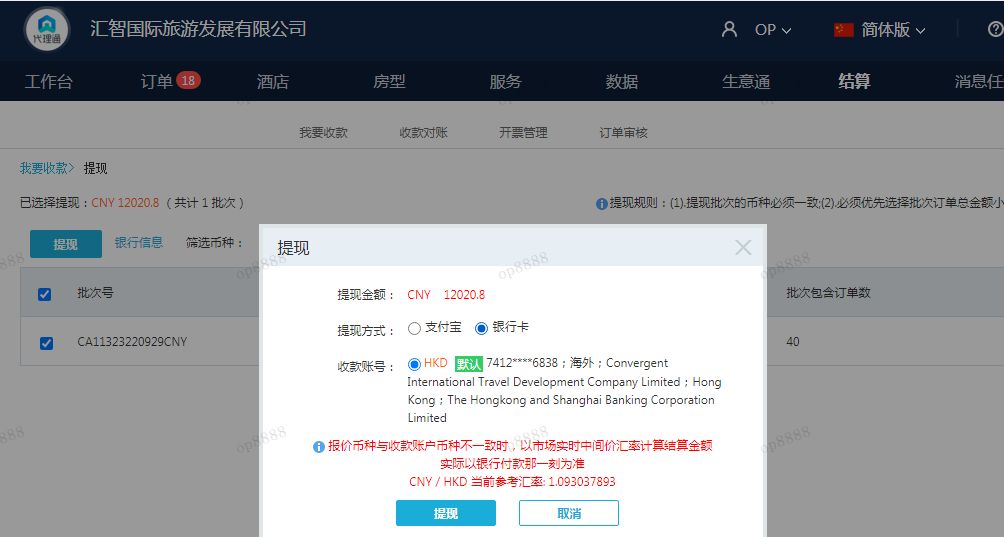 代理通
汇智国际旅游发展有限公司
OP
简体版
工作台
订单 18
酒店
房型
服务
数据
生意通
结算
消息任
我要收款
收款对账
开票管理
订单审核
我要收款> 提现
已选择提现：CNY 12020.8 （共计 1 批次 ）
提现规则：(1).提现批次的币种必须一致;(2).必须优先选择批次订单总金额小
提现
银行信息
筛选币种：
批次号
批次包含订单数
CA11323220929CNY
40
提现
提现金额： CNY 12020.8
提现方式： 支付宝 银行卡
收款账号： HKD 默认 7412****6838；海外；Convergent
International Travel Development Company Limited；Hong
Kong；The Hongkong and Shanghai Banking Corporation
Limited
报价币种与收款账户币种不一致时，以市场实时中间价汇率计算结算金额
实际以银行付款那一刻为准
CNY / HKD 当前参考汇率: 1.093037893
提现
取消
op8888
op8888
op8888
op8888
op8888
op8888